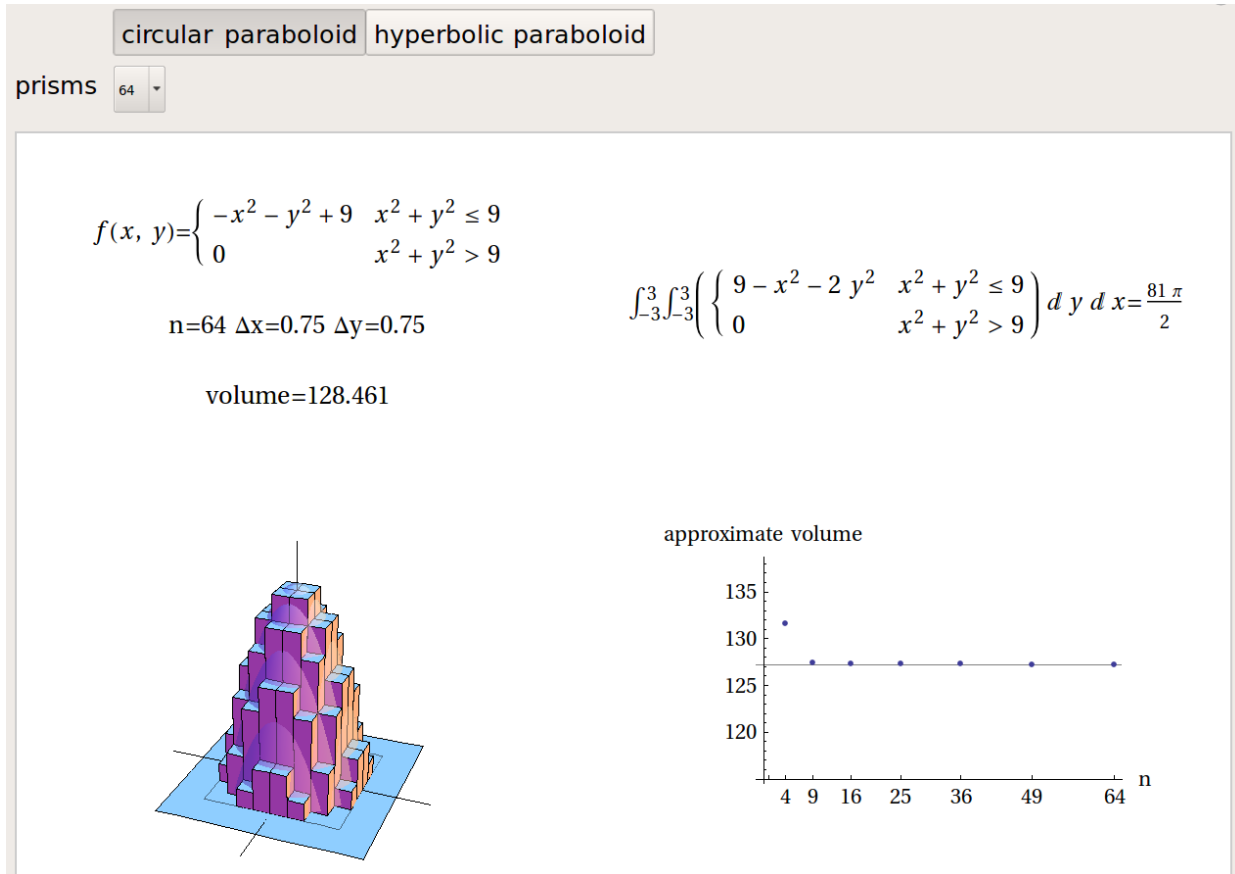 circular paraboloid hyperbolic paraboloid
prisms 64
f(x, y)={ -x² - y² + 9 x² + y² ≤ 9
0 x² + y² > 9
n=64 Δx=0.75 Δy=0.75
volume=128.461
∫₋₃³∫₋₃³({ 9 - x² - 2 y² x² + y² ≤ 9
0 x² + y² > 9 ) d y d x= 81 π / 2
approximate volume
135
130
125
120
n
4 9 16 25 36 49 64